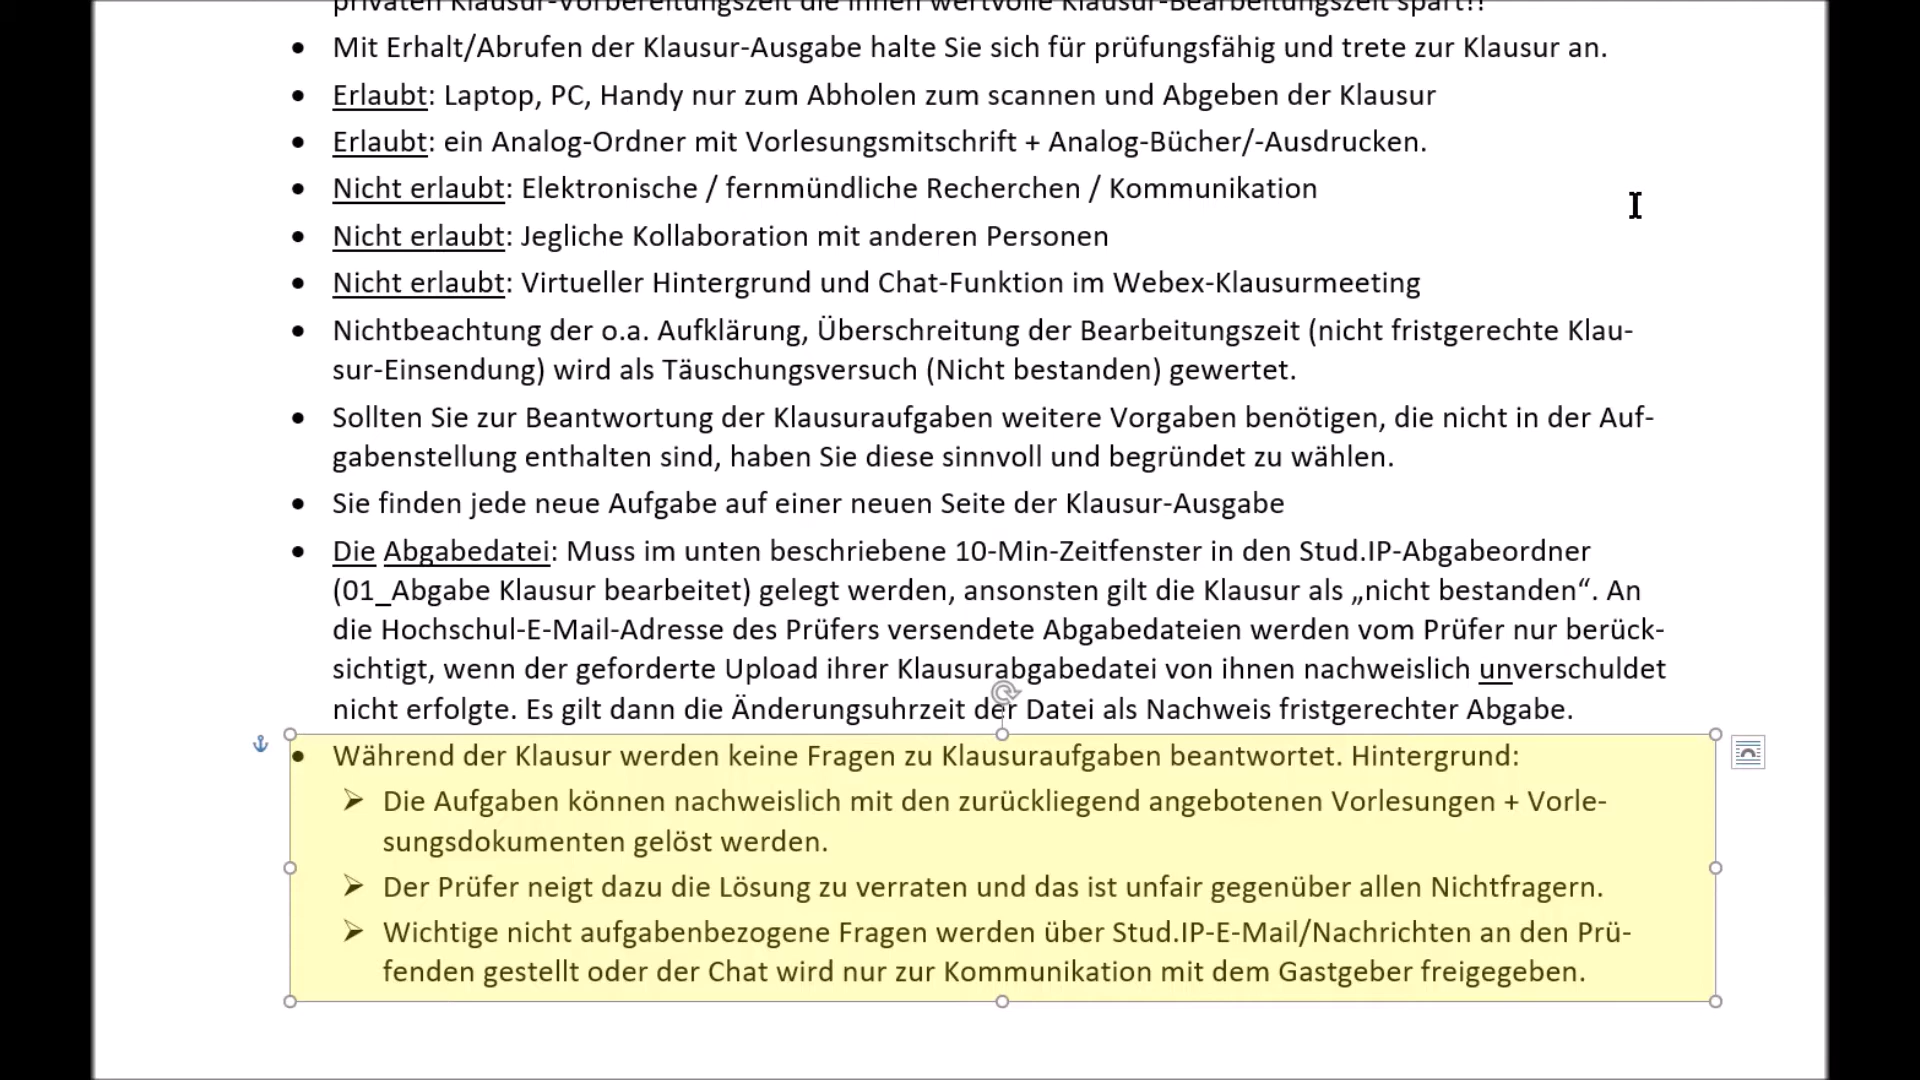 privaten Klausur-Vorbereitungszeit die Ihnen wertvolle Klausur-Bearbeitungszeit spart!!
• Mit Erhalt/Abrufen der Klausur-Ausgabe halte Sie sich für prüfungsfähig und trete zur Klausur an.
• Erlaubt: Laptop, PC, Handy nur zum Abholen zum scannen und Abgeben der Klausur
• Erlaubt: ein Analog-Ordner mit Vorlesungsmitschrift + Analog-Bücher/-Ausdrucken.
• Nicht erlaubt: Elektronische / fernmündliche Recherchen / Kommunikation
• Nicht erlaubt: Jegliche Kollaboration mit anderen Personen
• Nicht erlaubt: Virtueller Hintergrund und Chat-Funktion im Webex-Klausurmeeting
• Nichtbeachtung der o.a. Aufklärung, Überschreitung der Bearbeitungszeit (nicht fristgerechte Klau-
sur-Einsendung) wird als Täuschungsversuch (Nicht bestanden) gewertet.
• Sollten Sie zur Beantwortung der Klausuraufgaben weitere Vorgaben benötigen, die nicht in der Auf-
gabenstellung enthalten sind, haben Sie diese sinnvoll und begründet zu wählen.
• Sie finden jede neue Aufgabe auf einer neuen Seite der Klausur-Ausgabe
• Die Abgabedatei: Muss im unten beschriebene 10-Min-Zeitfenster in den Stud.IP-Abgabeordner
(01_Abgabe Klausur bearbeitet) gelegt werden, ansonsten gilt die Klausur als „nicht bestanden“. An
die Hochschul-E-Mail-Adresse des Prüfers versendete Abgabedateien werden vom Prüfer nur berück-
sichtigt, wenn der geforderte Upload ihrer Klausurabgabedatei von ihnen nachweislich unverschuldet
nicht erfolgte. Es gilt dann die Änderungsuhrzeit der Datei als Nachweis fristgerechter Abgabe.
• Während der Klausur werden keine Fragen zu Klausuraufgaben beantwortet. Hintergrund:
➢ Die Aufgaben können nachweislich mit den zurückliegend angebotenen Vorlesungen + Vorle-
sungsdokumenten gelöst werden.
➢ Der Prüfer neigt dazu die Lösung zu verraten und das ist unfair gegenüber allen Nichtfragern.
➢ Wichtige nicht aufgabenbezogene Fragen werden über Stud.IP-E-Mail/Nachrichten an den Prü-
fenden gestellt oder der Chat wird nur zur Kommunikation mit dem Gastgeber freigegeben.